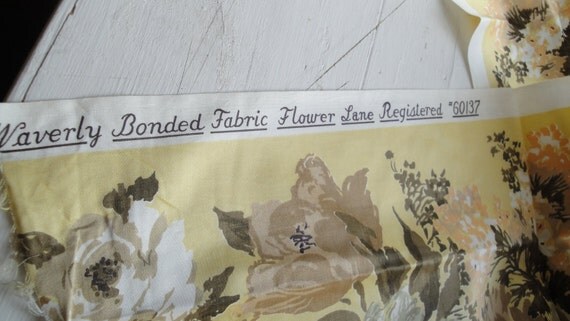 Waverly Bonded Fabric Flower Lane Registered #60137